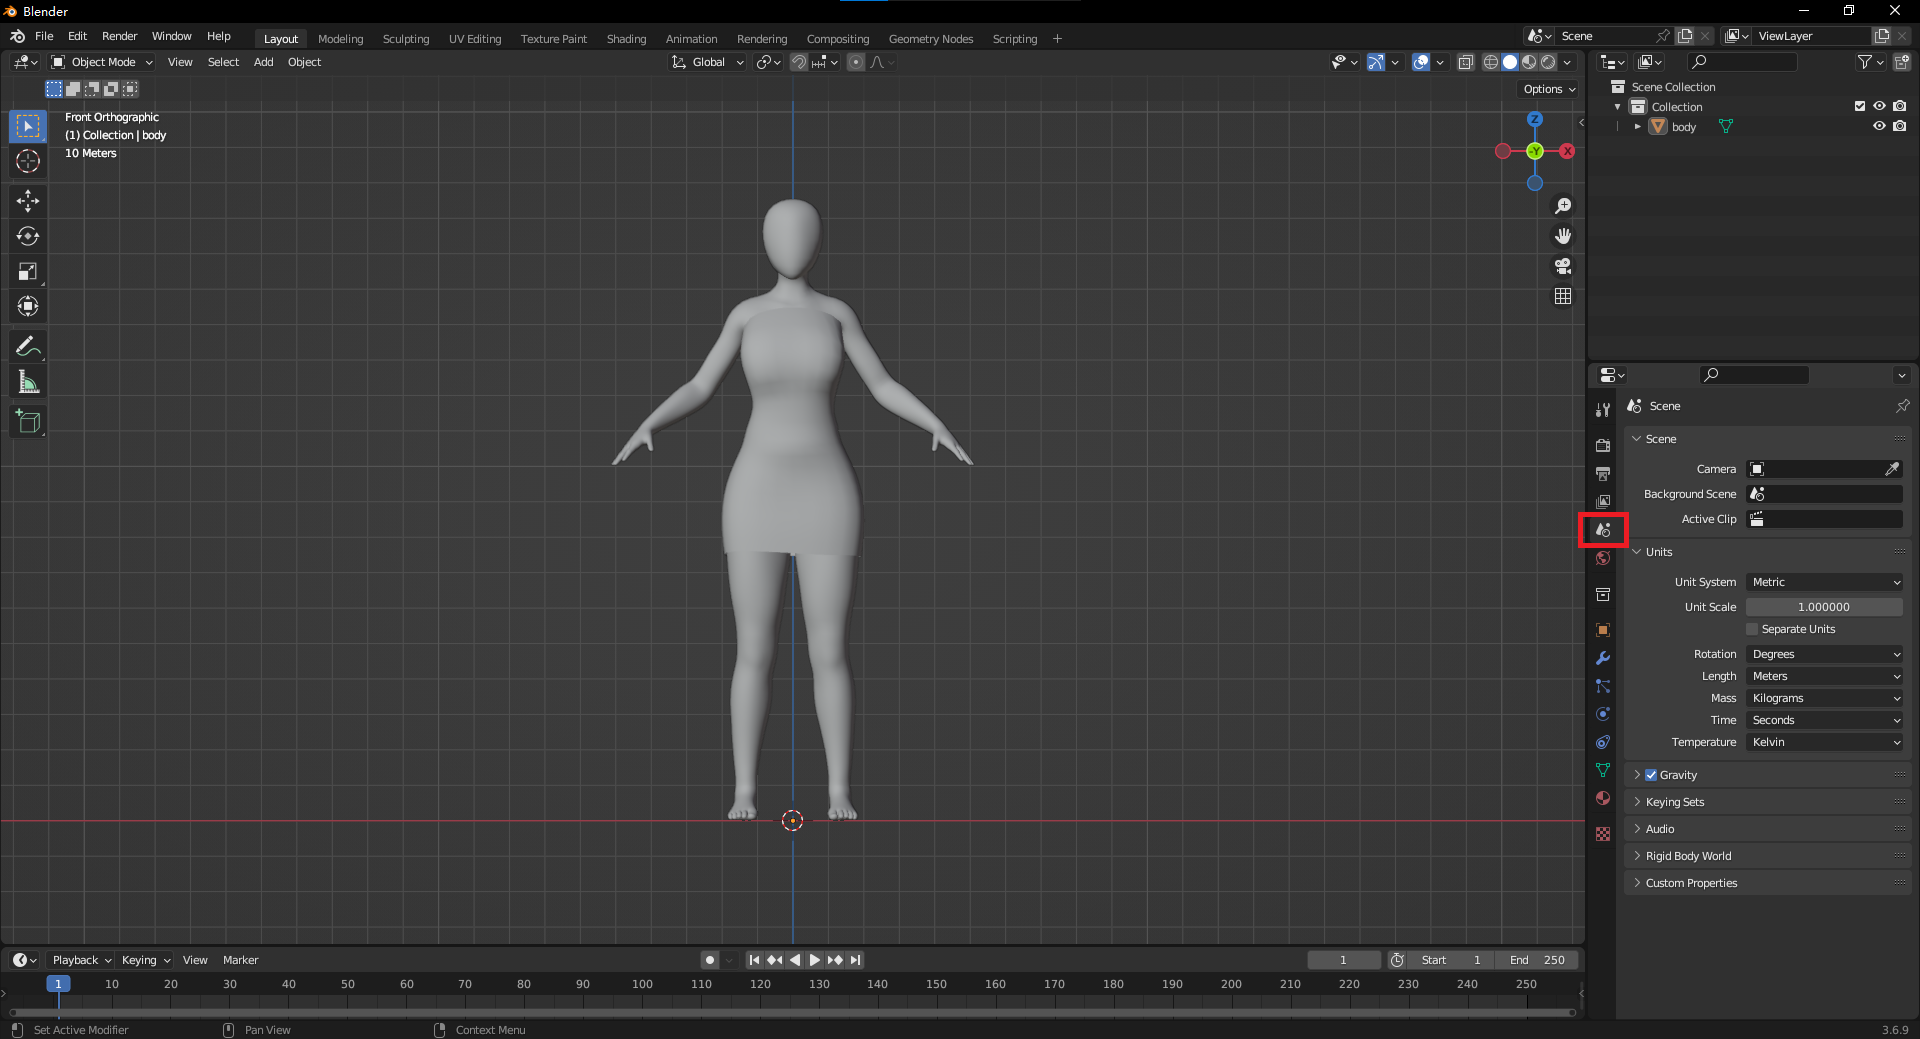 Blender
File Edit Render Window Help Layout Modeling Sculpting UV Editing Texture Paint Shading Animation Rendering Compositing Geometry Nodes Scripting + Scene ViewLayer
Object Mode View Select Add Object Global
Options
Front Orthographic
(1) Collection | body
10 Meters
Z
-Y
X
Scene Collection
Collection
body
Scene
Scene
Camera
Background Scene
Active Clip
Units
Unit System Metric
Unit Scale 1.000000
Separate Units
Rotation Degrees
Length Meters
Mass Kilograms
Time Seconds
Temperature Kelvin
Gravity
Keying Sets
Audio
Rigid Body World
Custom Properties
Playback Keying View Marker 1 Start 1 End 250
1 10 20 30 40 50 60 70 80 90 100 110 120 130 140 150 160 170 180 190 200 210 220 230 240 250
Set Active Modifier Pan View Context Menu 3.6.9